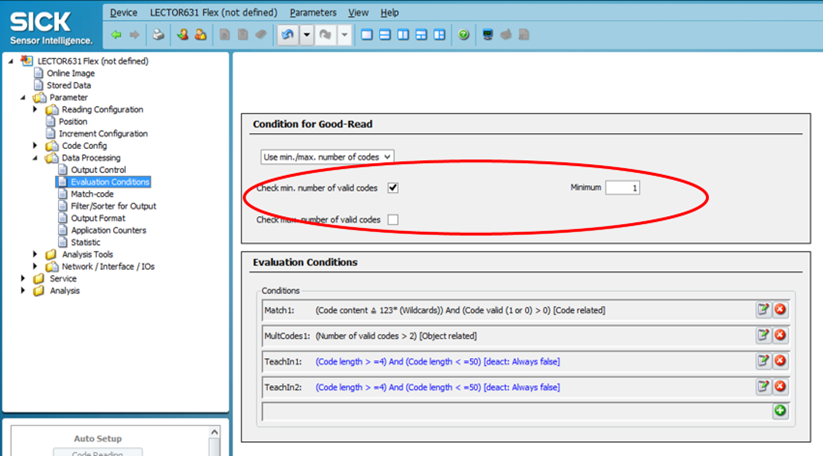 SICK
Sensor Intelligence.
Device LECTOR631 Flex (not defined) Parameters View Help
LECTOR631 Flex (not defined)
Online Image
Stored Data
Parameter
Reading Configuration
Position
Increment Configuration
Code Config
Data Processing
Output Control
Evaluation Conditions
Match-code
Filter/Sorter for Output
Output Format
Application Counters
Statistic
Analysis Tools
Network / Interface / IOs
Service
Analysis
Auto Setup
Code Reading
Condition for Good-Read
Use min./max. number of codes
Check min. number of valid codes Minimum 1
Check max. number of valid codes
Evaluation Conditions
Conditions
Match1: (Code content ≙ 123* (Wildcards)) And (Code valid (1 or 0) > 0) [Code related]
MultCodes1: (Number of valid codes > 2) [Object related]
TeachIn1: (Code length > =4) And (Code length < =50) [deact: Always false]
TeachIn2: (Code length > =4) And (Code length < =50) [deact: Always false]